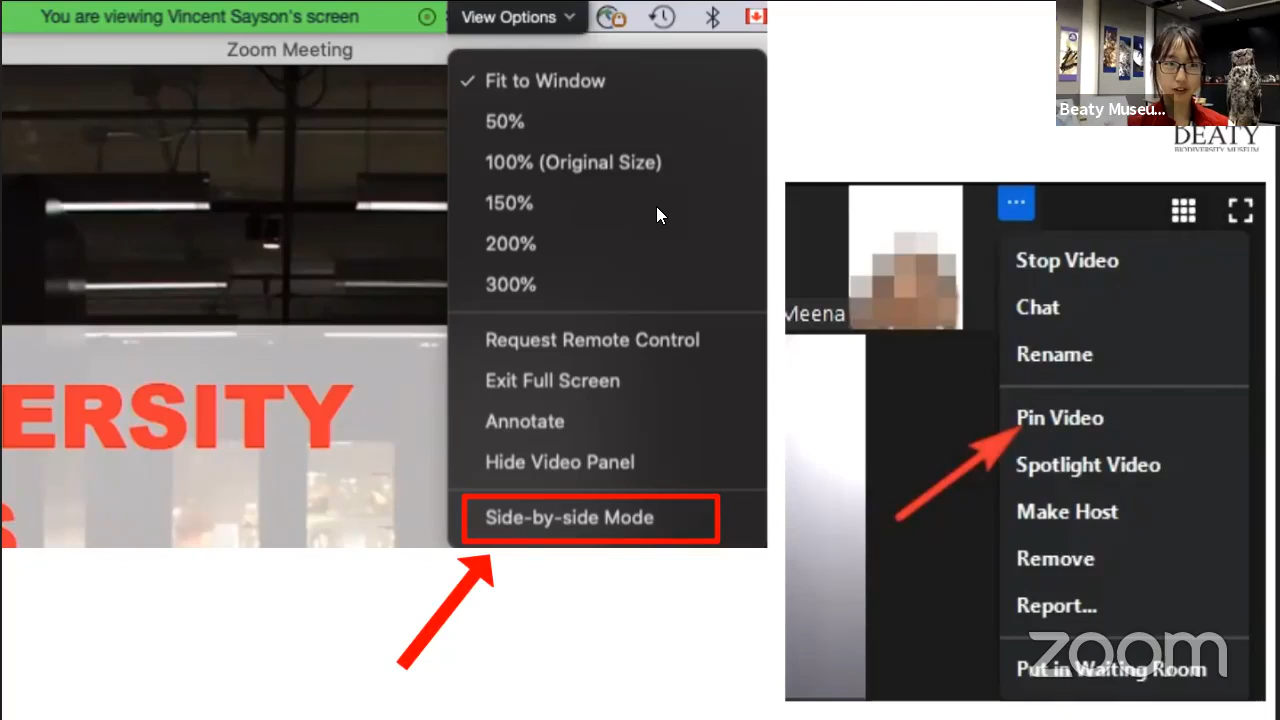 You are viewing Vincent Sayson's screen
View Options
Zoom Meeting
Fit to Window
50%
100% (Original Size)
150%
200%
300%
Request Remote Control
Exit Full Screen
Annotate
Hide Video Panel
Side-by-side Mode
ERSITY
S
Beaty Museu...
BEATY
BIODIVERSITY MUSEUM
Meena
...
Stop Video
Chat
Rename
Pin Video
Spotlight Video
Make Host
Remove
Report...
Put in Waiting Room
zoom